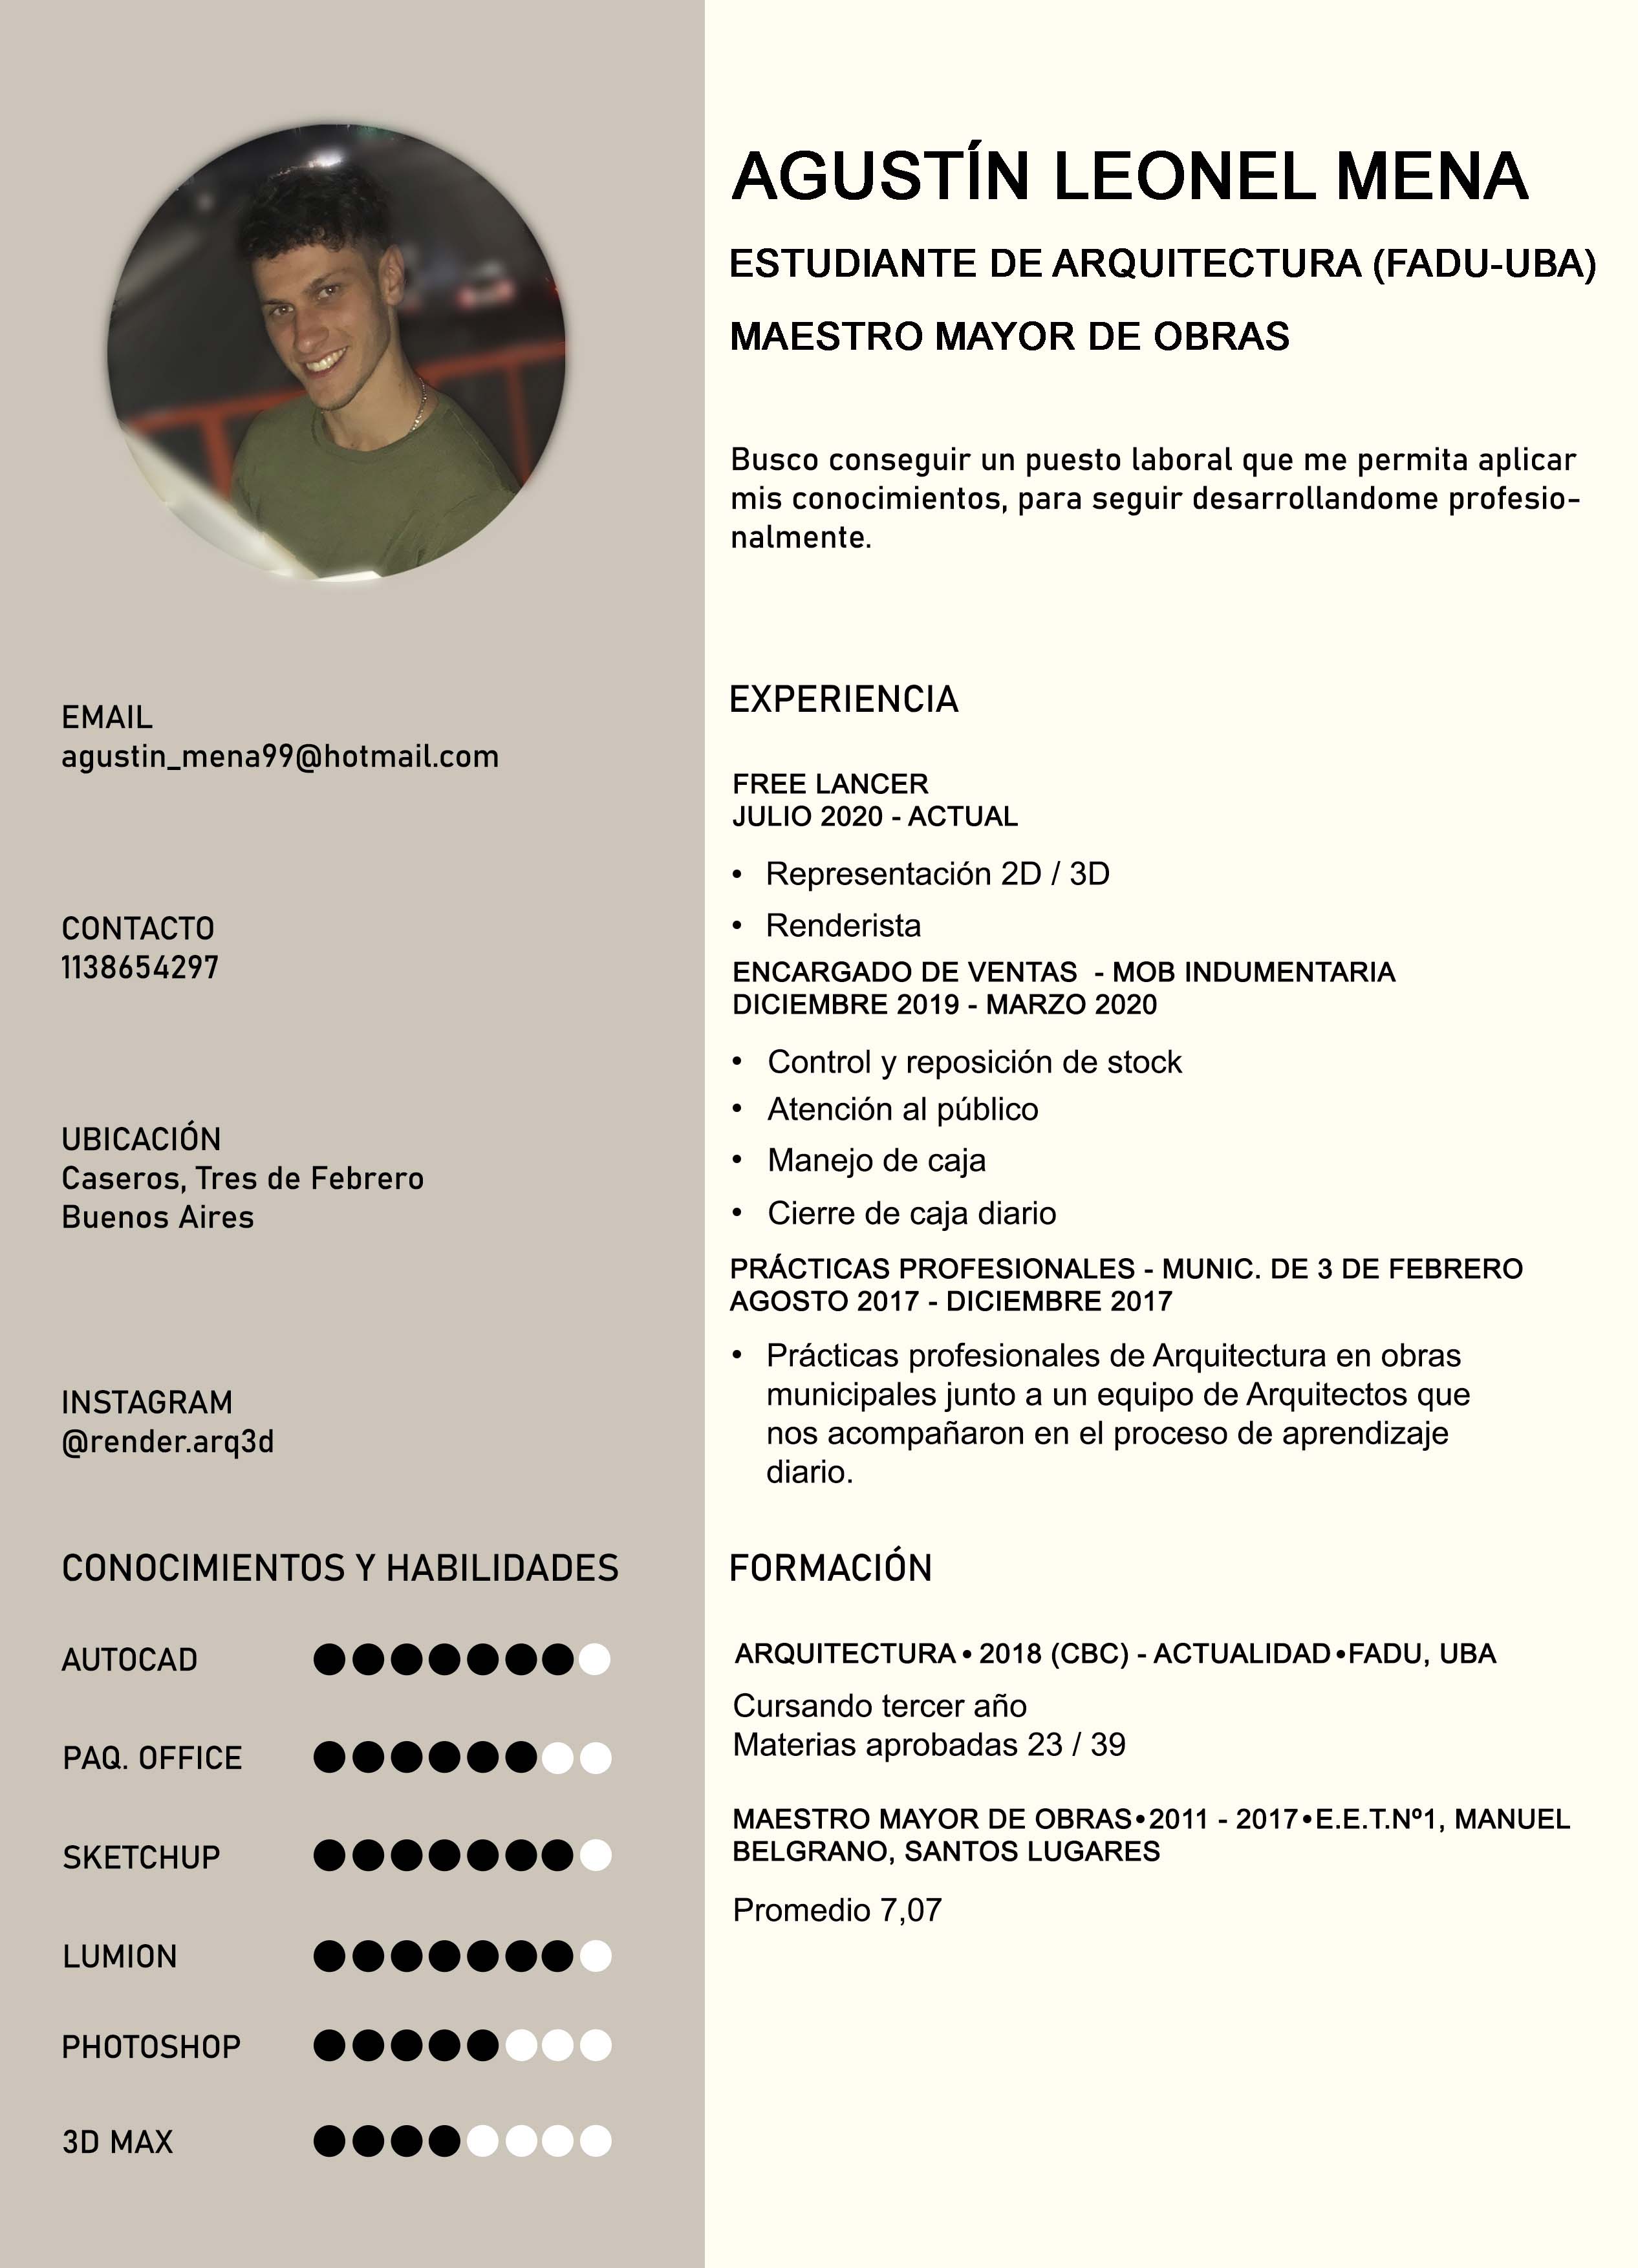 AGUSTÍN LEONEL MENA
ESTUDIANTE DE ARQUITECTURA (FADU-UBA)
MAESTRO MAYOR DE OBRAS
Busco conseguir un puesto laboral que me permita aplicar
mis conocimientos, para seguir desarrollandome profesio-
nalmente.
EMAIL
agustin_mena99@hotmail.com
CONTACTO
1138654297
UBICACIÓN
Caseros, Tres de Febrero
Buenos Aires
INSTAGRAM
@render.arq3d
CONOCIMIENTOS Y HABILIDADES
AUTOCAD
PAQ. OFFICE
SKETCHUP
LUMION
PHOTOSHOP
3D MAX
EXPERIENCIA
FREE LANCER
JULIO 2020 - ACTUAL
• Representación 2D / 3D
• Renderista
ENCARGADO DE VENTAS - MOB INDUMENTARIA
DICIEMBRE 2019 - MARZO 2020
• Control y reposición de stock
• Atención al público
• Manejo de caja
• Cierre de caja diario
PRÁCTICAS PROFESIONALES - MUNIC. DE 3 DE FEBRERO
AGOSTO 2017 - DICIEMBRE 2017
• Prácticas profesionales de Arquitectura en obras
municipales junto a un equipo de Arquitectos que
nos acompañaron en el proceso de aprendizaje
diario.
FORMACIÓN
ARQUITECTURA • 2018 (CBC) - ACTUALIDAD•FADU, UBA
Cursando tercer año
Materias aprobadas 23 / 39
MAESTRO MAYOR DE OBRAS•2011 - 2017•E.E.T.Nº1, MANUEL
BELGRANO, SANTOS LUGARES
Promedio 7,07